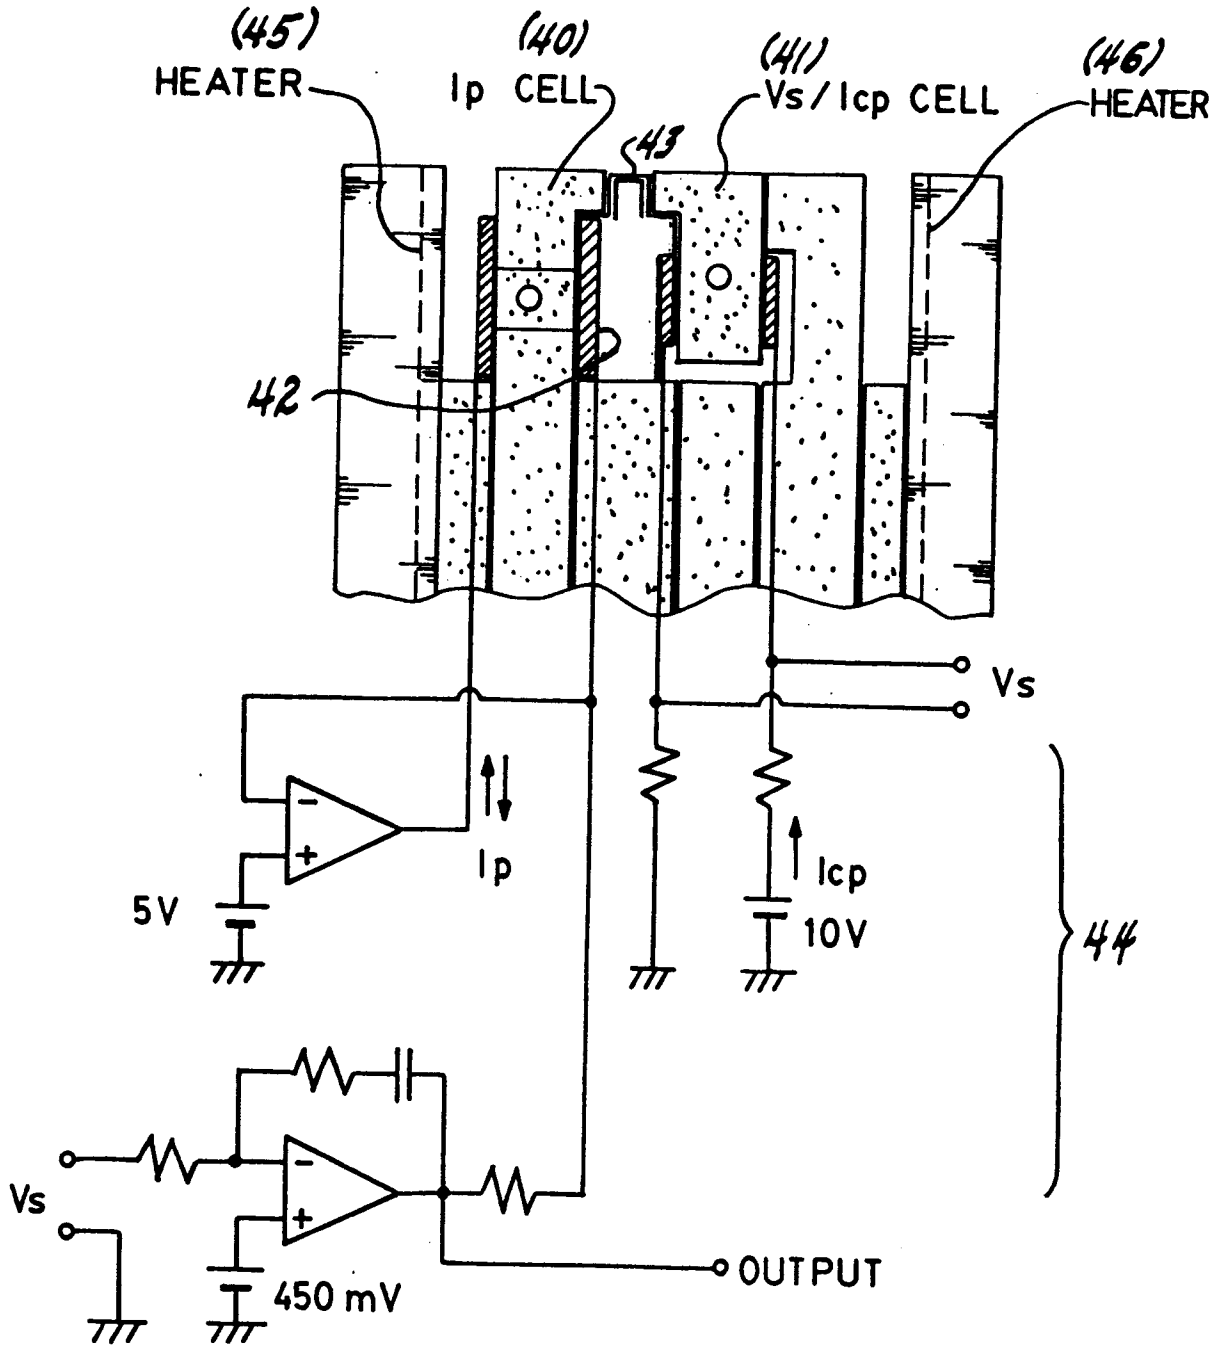 (45)
HEATER
(40)
Ip CELL
(41)
Vs/Icp CELL
(46)
HEATER
43
42
Vs
−
+
Ip
5V
Icp
10V
44
−
+
Vs
450 mV
OUTPUT